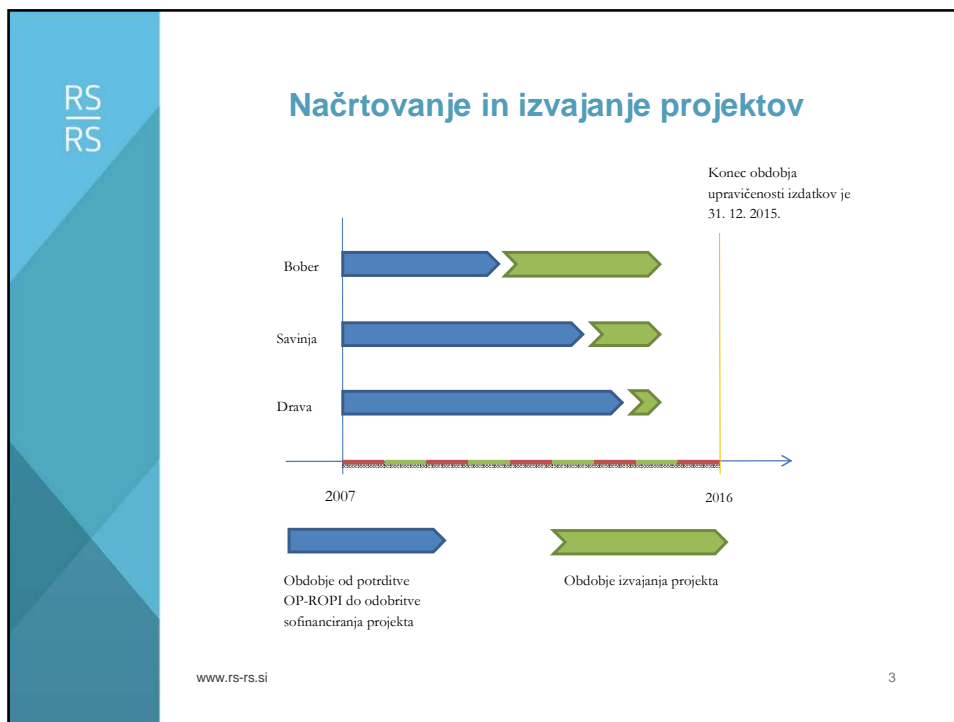 RS
RS
Načrtovanje in izvajanje projektov
Konec obdobja
upravičenosti izdatkov je
31. 12. 2015.
Bober
Savinja
Drava
2007
2016
Obdobje od potrditve
OP-ROPI do odobritve
sofinanciranja projekta
Obdobje izvajanja projekta
www.rs-rs.si
3